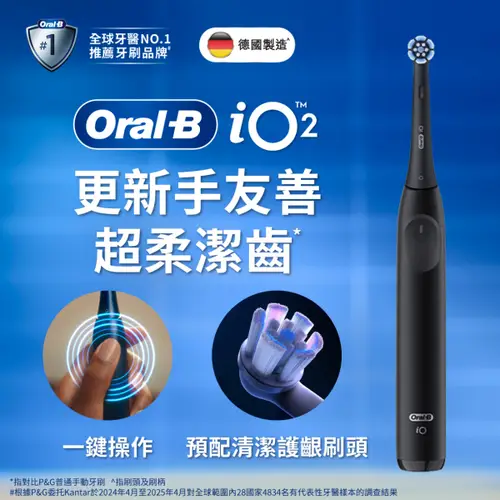 Oral-B
#1
全球牙醫NO.1
推薦牙刷品牌#
德國製造^
Oral-B iO™2
更新手友善
超柔潔齒*
一鍵操作
預配清潔護齦刷頭
Oral-B
iO
*指對比P&G普通手動牙刷 ^指刷頭及刷柄
#根據P&G委托Kantar於2024年4月至2025年4月對全球範圍內28國家4834名有代表性牙醫樣本的調查結果